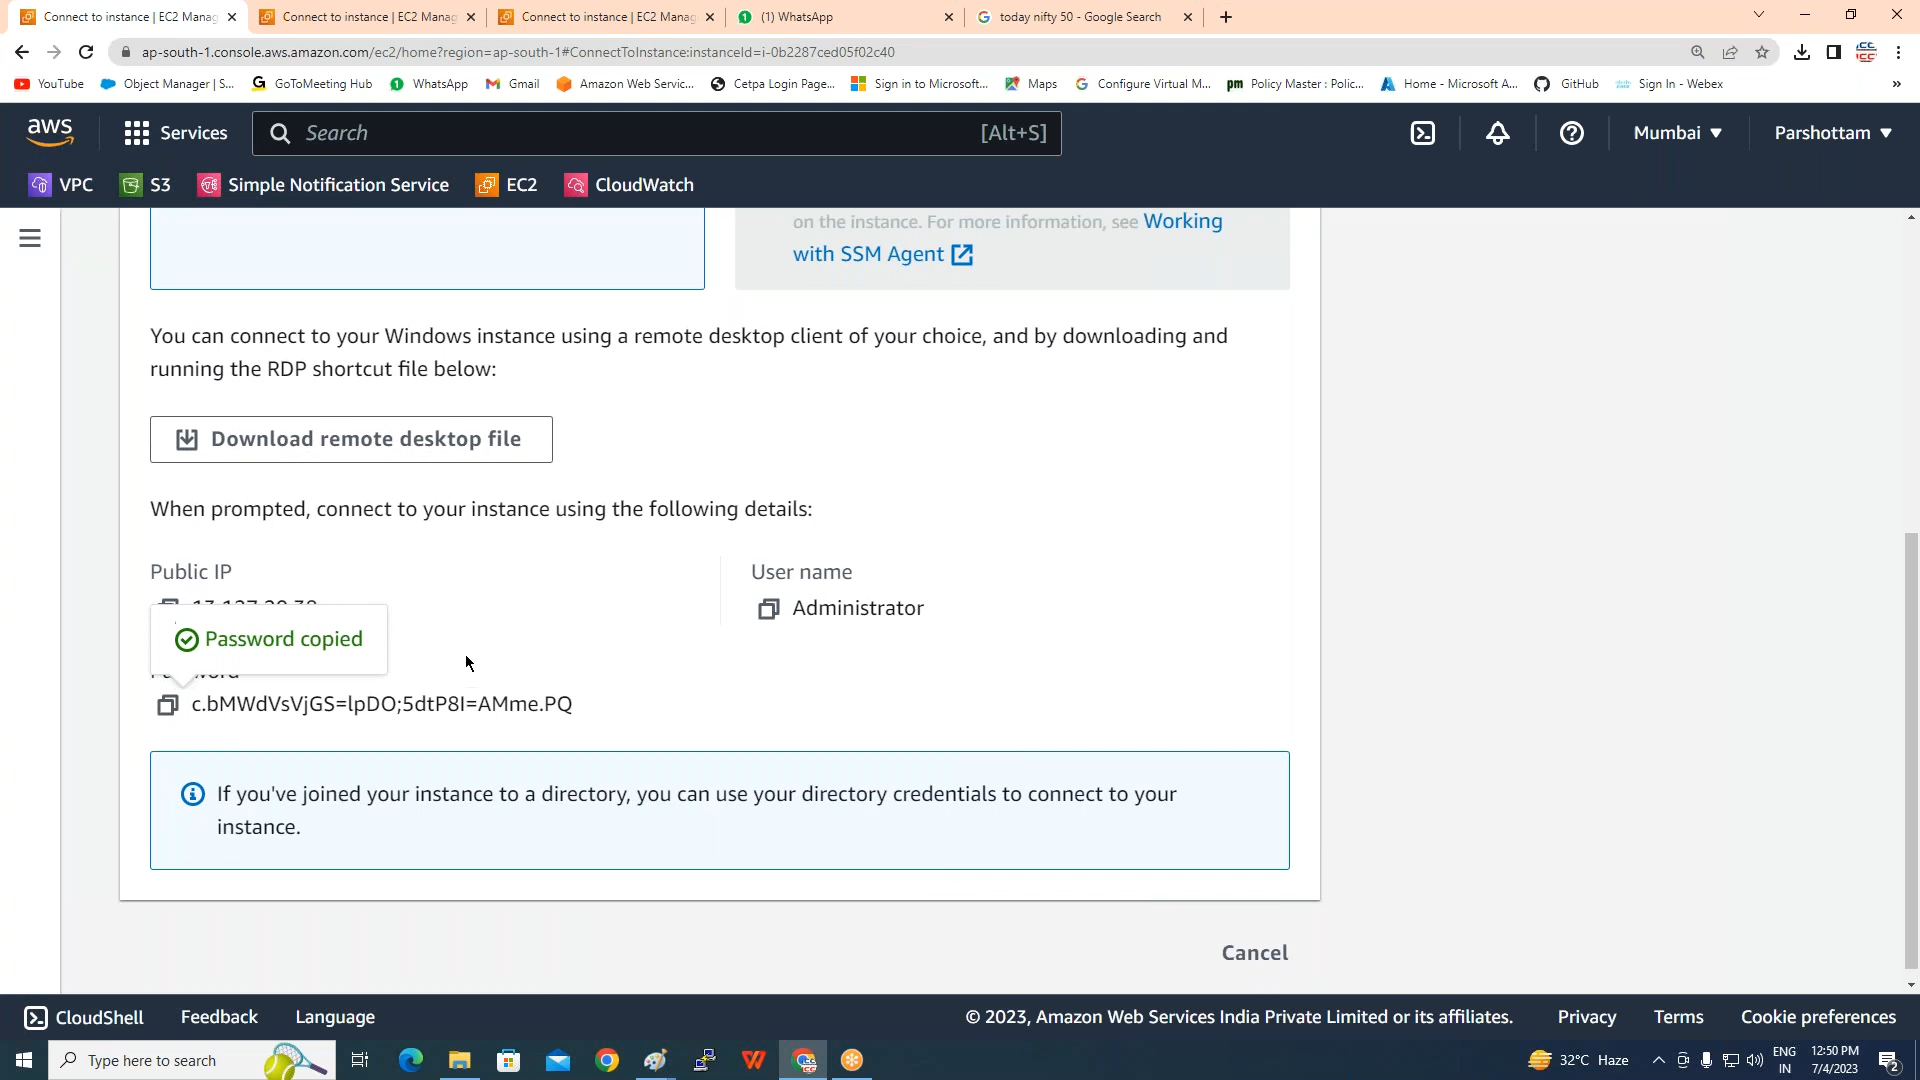 Connect to instance | EC2 Manag
Connect to instance | EC2 Manag
Connect to instance | EC2 Manag
(1) WhatsApp
today nifty 50 - Google Search
ap-south-1.console.aws.amazon.com/ec2/home?region=ap-south-1#ConnectToInstance:instanceId=i-0b2287ced05f02c40
YouTube
Object Manager | S...
GoToMeeting Hub
WhatsApp
Gmail
Amazon Web Servic...
Cetpa Login Page...
Sign in to Microsoft...
Maps
Configure Virtual M...
pm Policy Master : Polic...
Home - Microsoft A...
GitHub
Sign In - Webex
»
aws
Services
Search [Alt+S]
Mumbai
Parshottam
VPC
S3
Simple Notification Service
EC2
CloudWatch
on the instance. For more information, see Working
with SSM Agent
You can connect to your Windows instance using a remote desktop client of your choice, and by downloading and
running the RDP shortcut file below:
Download remote desktop file
When prompted, connect to your instance using the following details:
Public IP
User name
Administrator
Password copied
c.bMWdVsVjGS=lpDO;5dtP8I=AMme.PQ
If you've joined your instance to a directory, you can use your directory credentials to connect to your
instance.
Cancel
CloudShell
Feedback
Language
© 2023, Amazon Web Services India Private Limited or its affiliates.
Privacy
Terms
Cookie preferences
Type here to search
32°C Haze
ENG
IN
12:50 PM
7/4/2023
2